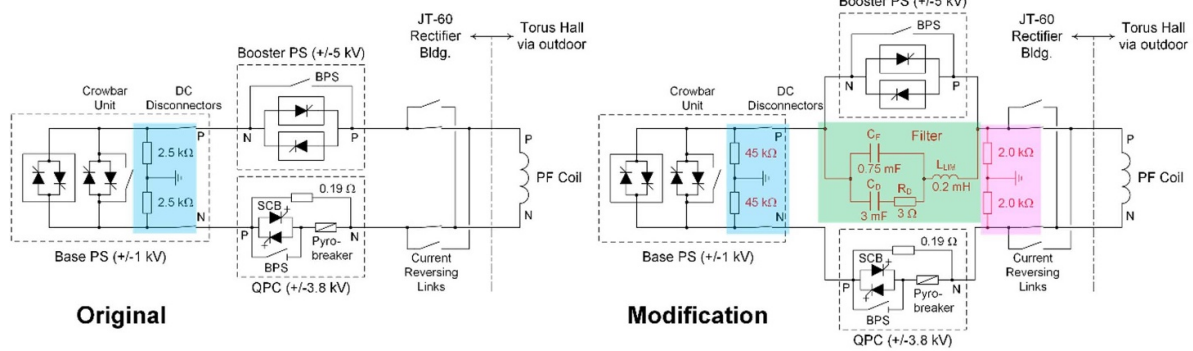 JT-60
Rectifier
Bldg.
Torus Hall
via outdoor
Booster PS (+/-5 kV)
BPS
Crowbar
Unit
DC
Disconnectors
N
P
P
2.5 kΩ
2.5 kΩ
P
PF Coil
N
N
0.19 Ω
SCB
P
N
Pyro-
breaker
BPS
Base PS (+/-1 kV)
QPC (+/-3.8 kV)
Current
Reversing
Links
Original
Booster PS (+/-5 kV)
JT-60
Rectifier
Bldg.
Torus Hall
via outdoor
BPS
N
P
Crowbar
Unit
DC
Disconnectors
P
CF
Filter
0.75 mF
LLIM
0.2 mH
CD
RD
3 mF
3 Ω
45 kΩ
45 kΩ
2.0 kΩ
2.0 kΩ
P
PF Coil
N
N
0.19 Ω
SCB
P
N
Pyro-
breaker
BPS
Base PS (+/-1 kV)
QPC (+/-3.8 kV)
Current
Reversing
Links
Modification